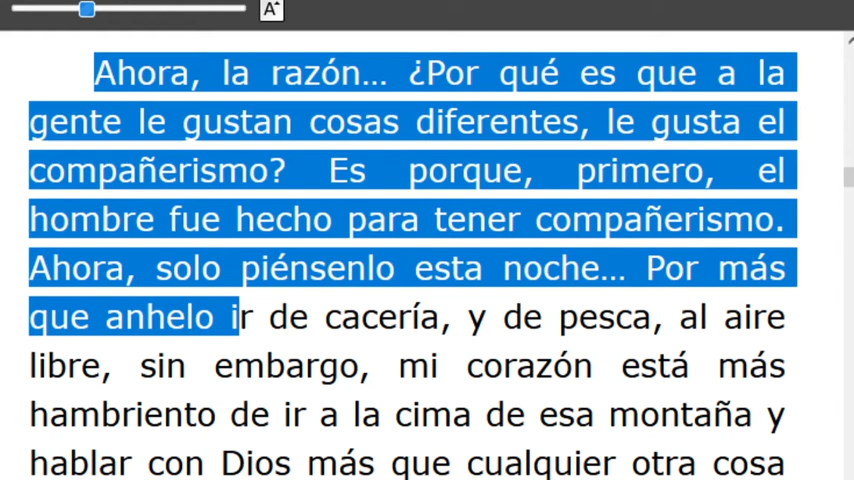 A
Ahora, la razón... ¿Por qué es que a la
gente le gustan cosas diferentes, le gusta el
compañerismo? Es porque, primero, el
hombre fue hecho para tener compañerismo.
Ahora, solo piénsenlo esta noche... Por más
que anhelo ir de cacería, y de pesca, al aire
libre, sin embargo, mi corazón está más
hambriento de ir a la cima de esa montaña y
hablar con Dios más que cualquier otra cosa